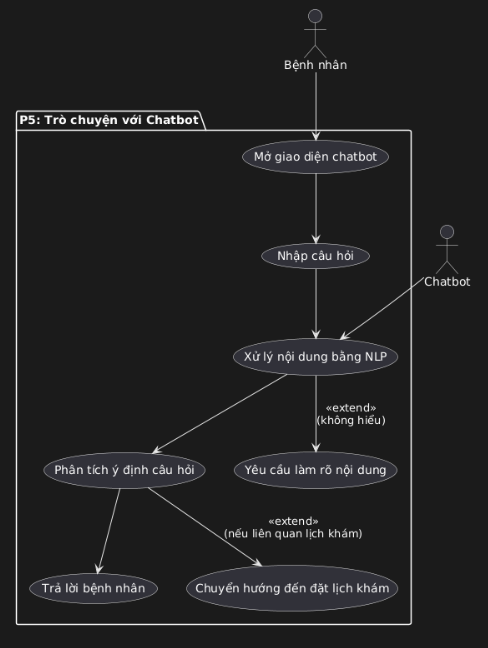 Bệnh nhân
P5: Trò chuyện với Chatbot
Mở giao diện chatbot
Nhập câu hỏi
Chatbot
Xử lý nội dung bằng NLP
«extend»
(không hiểu)
Phân tích ý định câu hỏi
Yêu cầu làm rõ nội dung
«extend»
(nếu liên quan lịch khám)
Trả lời bệnh nhân
Chuyển hướng đến đặt lịch khám